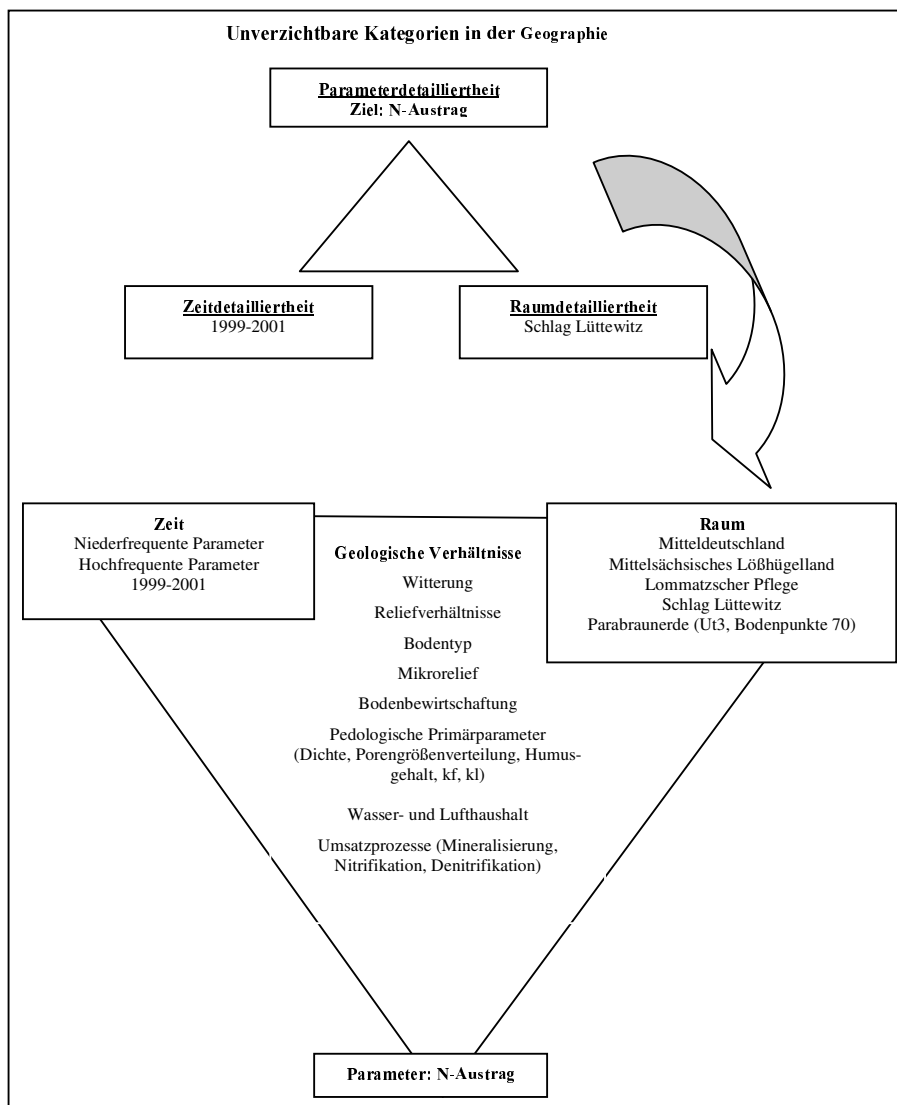 Unverzichtbare Kategorien in der Geographie
Parameterdetailliertheit
Ziel: N-Austrag
Zeitdetailliertheit
1999-2001
Raumdetailliertheit
Schlag Lüttewitz
Zeit
Niederfrequente Parameter
Hochfrequente Parameter
1999-2001
Raum
Mitteldeutschland
Mittelsächsisches Lößhügelland
Lommatzscher Pflege
Schlag Lüttewitz
Parabraunerde (Ut3, Bodenpunkte 70)
Geologische Verhältnisse
Witterung
Reliefverhältnisse
Bodentyp
Mikrorelief
Bodenbewirtschaftung
Pedologische Primärparameter
(Dichte, Porengrößenverteilung, Humus-
gehalt, kf, kl)
Wasser- und Lufthaushalt
Umsatzprozesse (Mineralisierung,
Nitrifikation, Denitrifikation)
Parameter: N-Austrag